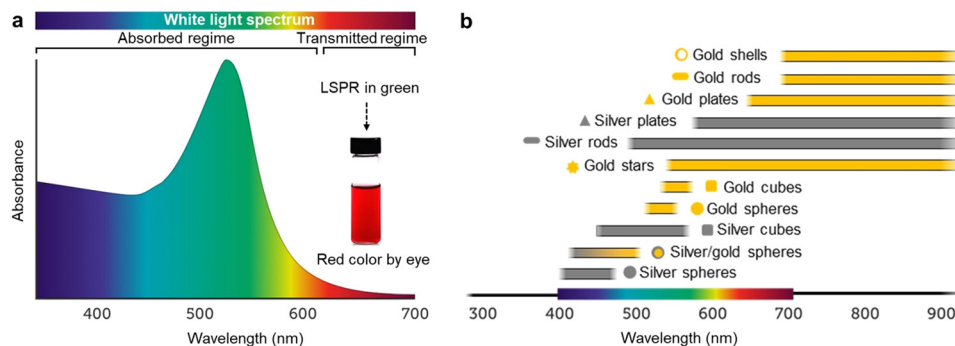 a
White light spectrum
Absorbed regime
Transmitted regime
LSPR in green
Red color by eye
Absorbance
400
500
600
700
Wavelength (nm)
b
Gold shells
Gold rods
Gold plates
Silver plates
Silver rods
Gold stars
Gold cubes
Gold spheres
Silver cubes
Silver/gold spheres
Silver spheres
300
400
500
600
700
800
900
Wavelength (nm)